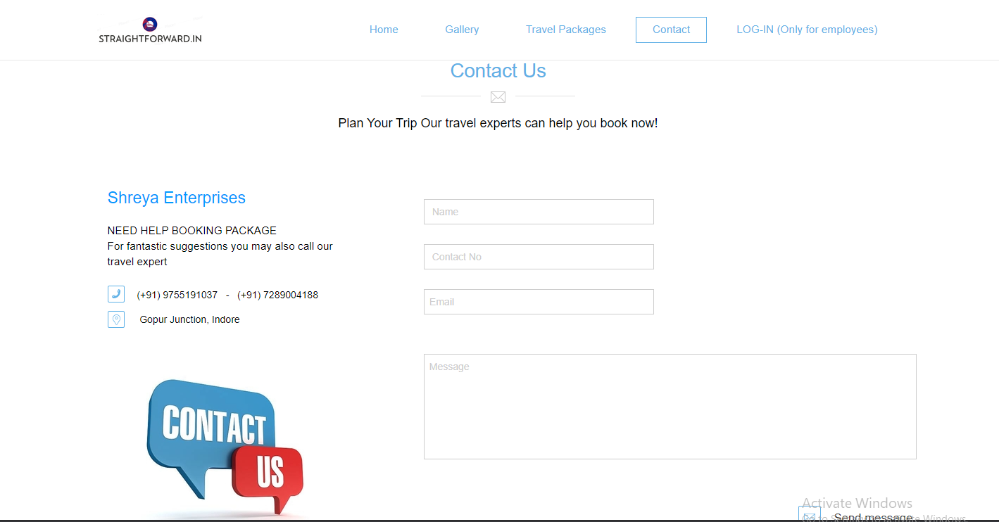 STRAIGHTFORWARD.IN
Home Gallery Travel Packages Contact LOG-IN (Only for employees)
Contact Us
Plan Your Trip Our travel experts can help you book now!
Shreya Enterprises
NEED HELP BOOKING PACKAGE
For fantastic suggestions you may also call our
travel expert
(+91) 9755191037 - (+91) 7289004188
Gopur Junction, Indore
CONTACT
US
Name
Contact No
Email
Message
Activate Windows
Send message
Windows.